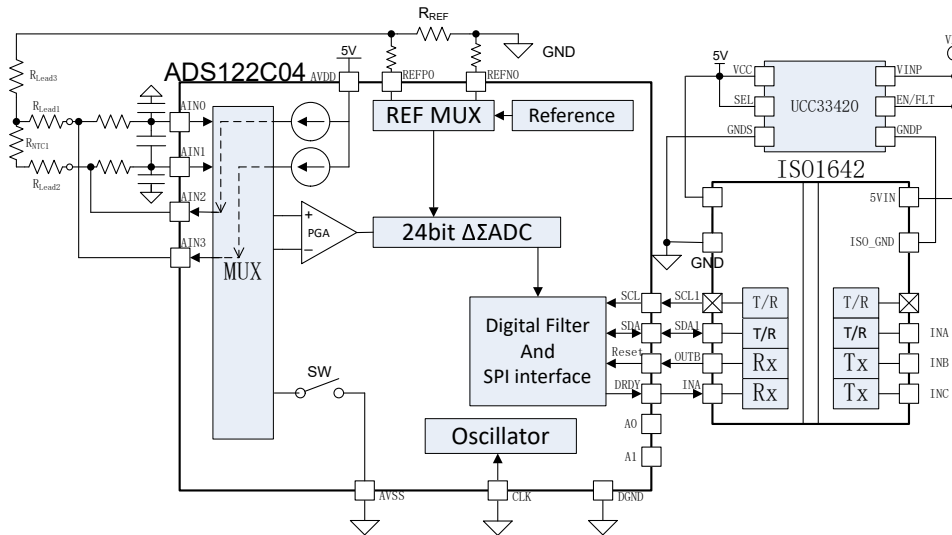 RREF
5V
GND
RLead3
ADS122C04
AVDD
REFPO
REFNO
5V
VCC
VINP
SEL
UCC33420
EN/FLT
GNDS
GNDP
RLead1
AIN0
REF MUX
Reference
RNTC1
AIN1
ISO1642
RLead2
AIN2
5VIN
PGA
24bit ΔΣADC
AIN3
MUX
GND
ISO_GND
SCL
SCL1
T/R
T/R
Digital Filter
And
SPI interface
SDA
SDA1
T/R
T/R
INA
Reset
OUTB
Rx
Tx
INB
DRDY
INA
Rx
Tx
INC
SW
A0
Oscillator
A1
AVSS
CLK
DGND